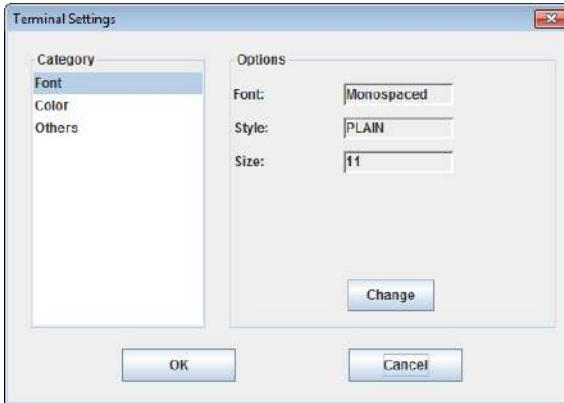 Terminal Settings
Category
Font
Color
Others
Options
Font: Monospaced
Style: PLAIN
Size: 11
Change
OK
Cancel